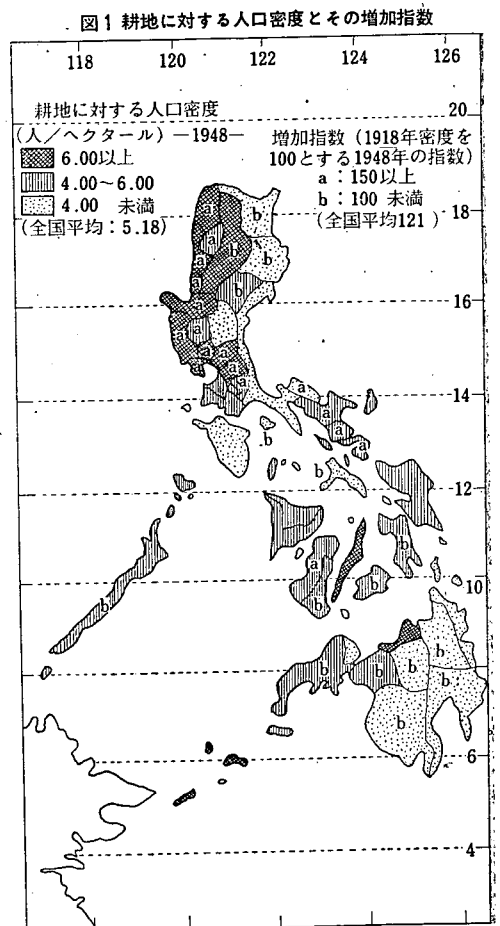 図1 耕地に対する人口密度とその増加指数
118 120 122 124 126
耕地に対する人口密度
(人/ヘクタール) —1948—
6.00以上
4.00〜6.00
4.00 未満
(全国平均:5.18)
増加指数(1918年密度を
100とする1948年の指数)
a:150以上
b:100 未満
(全国平均121)
20
18
16
14
12
10
6
4
a
b
a
b
b
a
a
b
a
a
a
a
a
a
a
a
a
a
a
b
b
b
a
b
b
b
b
b
b
b
b
b